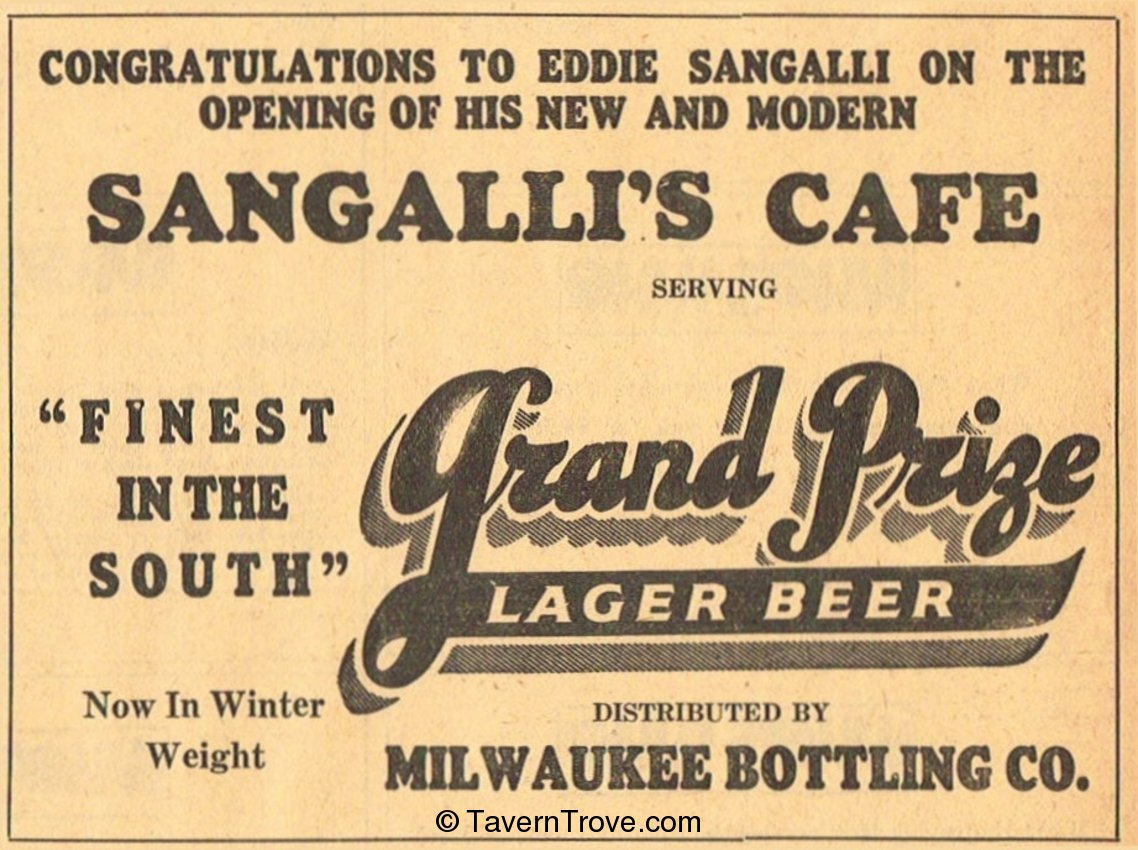 CONGRATULATIONS TO EDDIE SANGALLI ON THE
OPENING OF HIS NEW AND MODERN
SANGALLI'S CAFE
SERVING
"FINEST
IN THE
SOUTH"
Grand Prize
LAGER BEER
Now In Winter
Weight
DISTRIBUTED BY
MILWAUKEE BOTTLING CO.
© TavernTrove.com